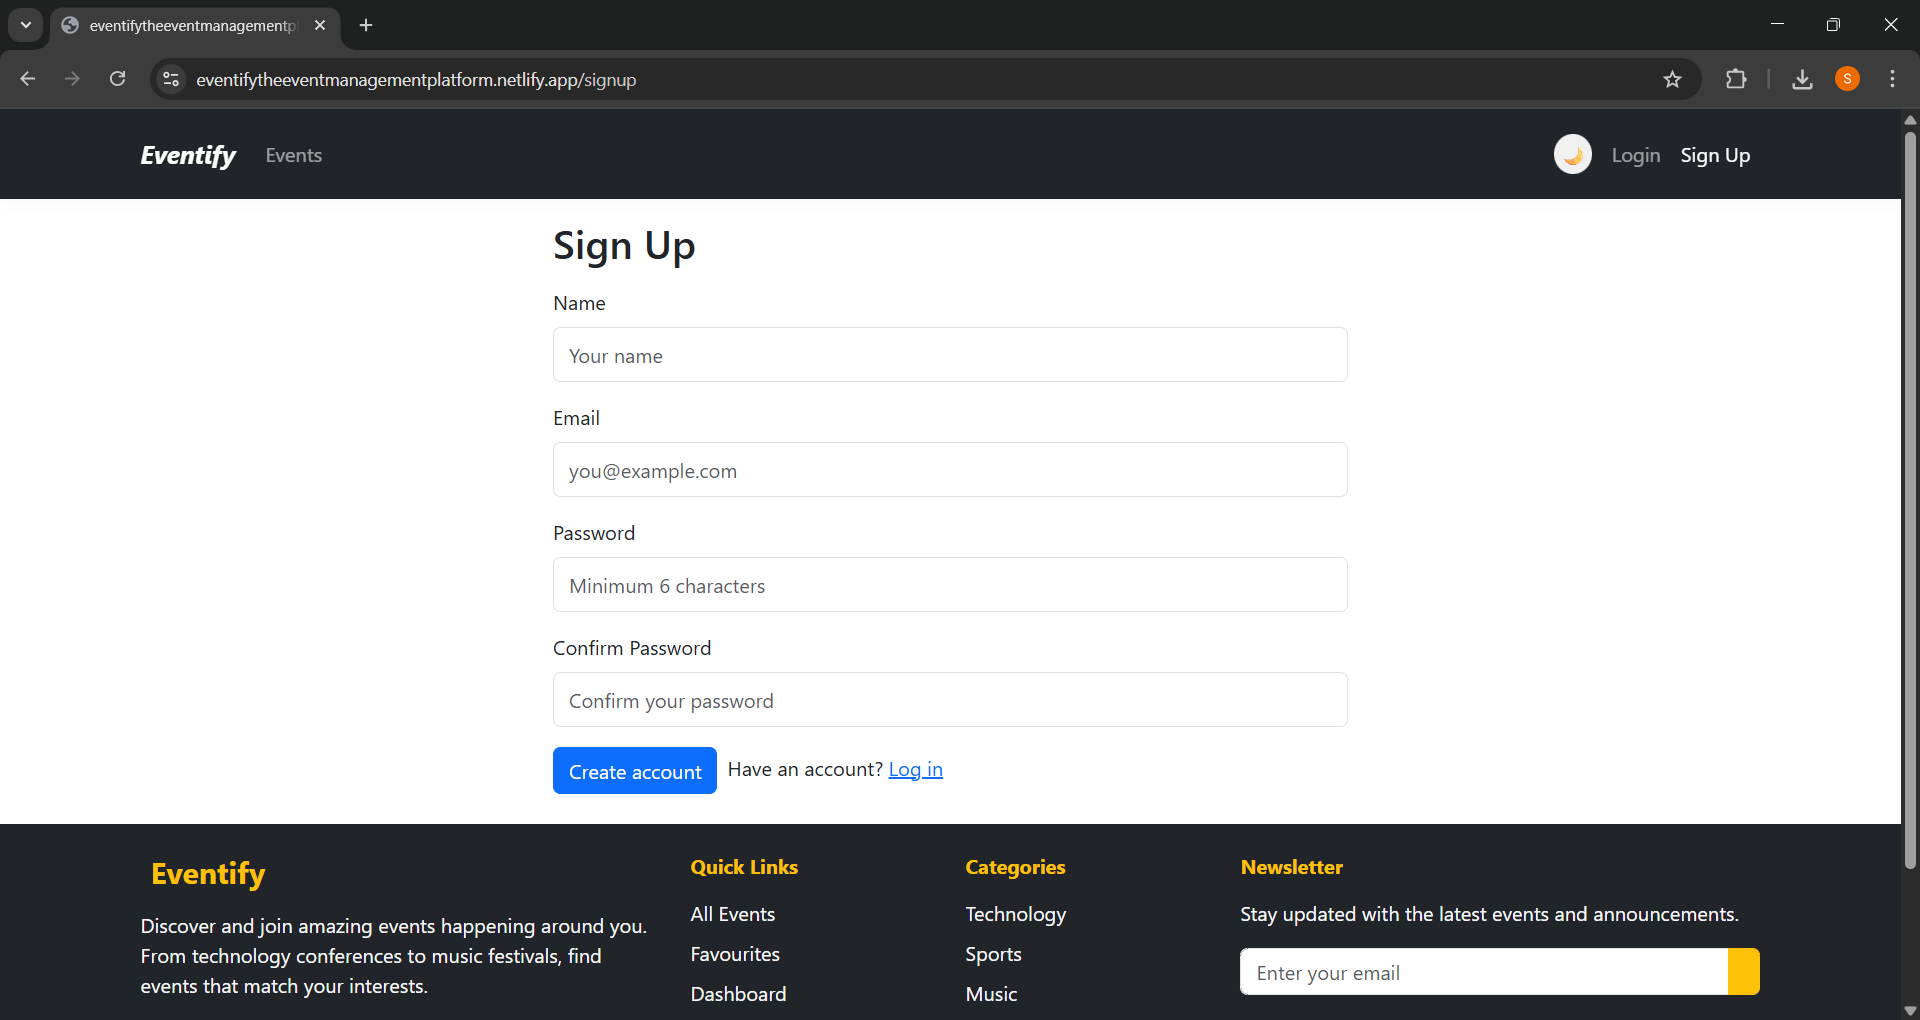 eventifytheeventmanagementp
eventifytheeventmanagementplatform.netlify.app/signup
S
Eventify
Events
Login
Sign Up
Sign Up
Name
Your name
Email
you@example.com
Password
Minimum 6 characters
Confirm Password
Confirm your password
Create account
Have an account? Log in
Eventify
Discover and join amazing events happening around you.
From technology conferences to music festivals, find
events that match your interests.
Quick Links
All Events
Favourites
Dashboard
Categories
Technology
Sports
Music
Newsletter
Stay updated with the latest events and announcements.
Enter your email